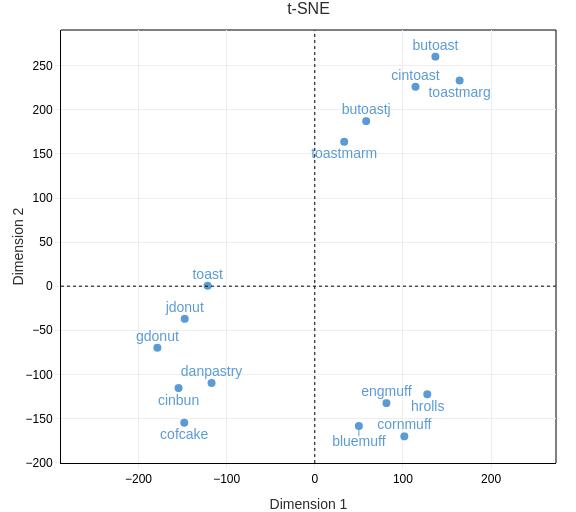 t-SNE
butoast
cintoast
toastmarg
butoastj
toastmarm
toast
jdonut
gdonut
danpastry
cinbun
cofcake
engmuff
hrolls
cornmuff
bluemuff
250
200
150
100
50
0
−50
−100
−150
−200
−200
−100
0
100
200
Dimension 2
Dimension 1